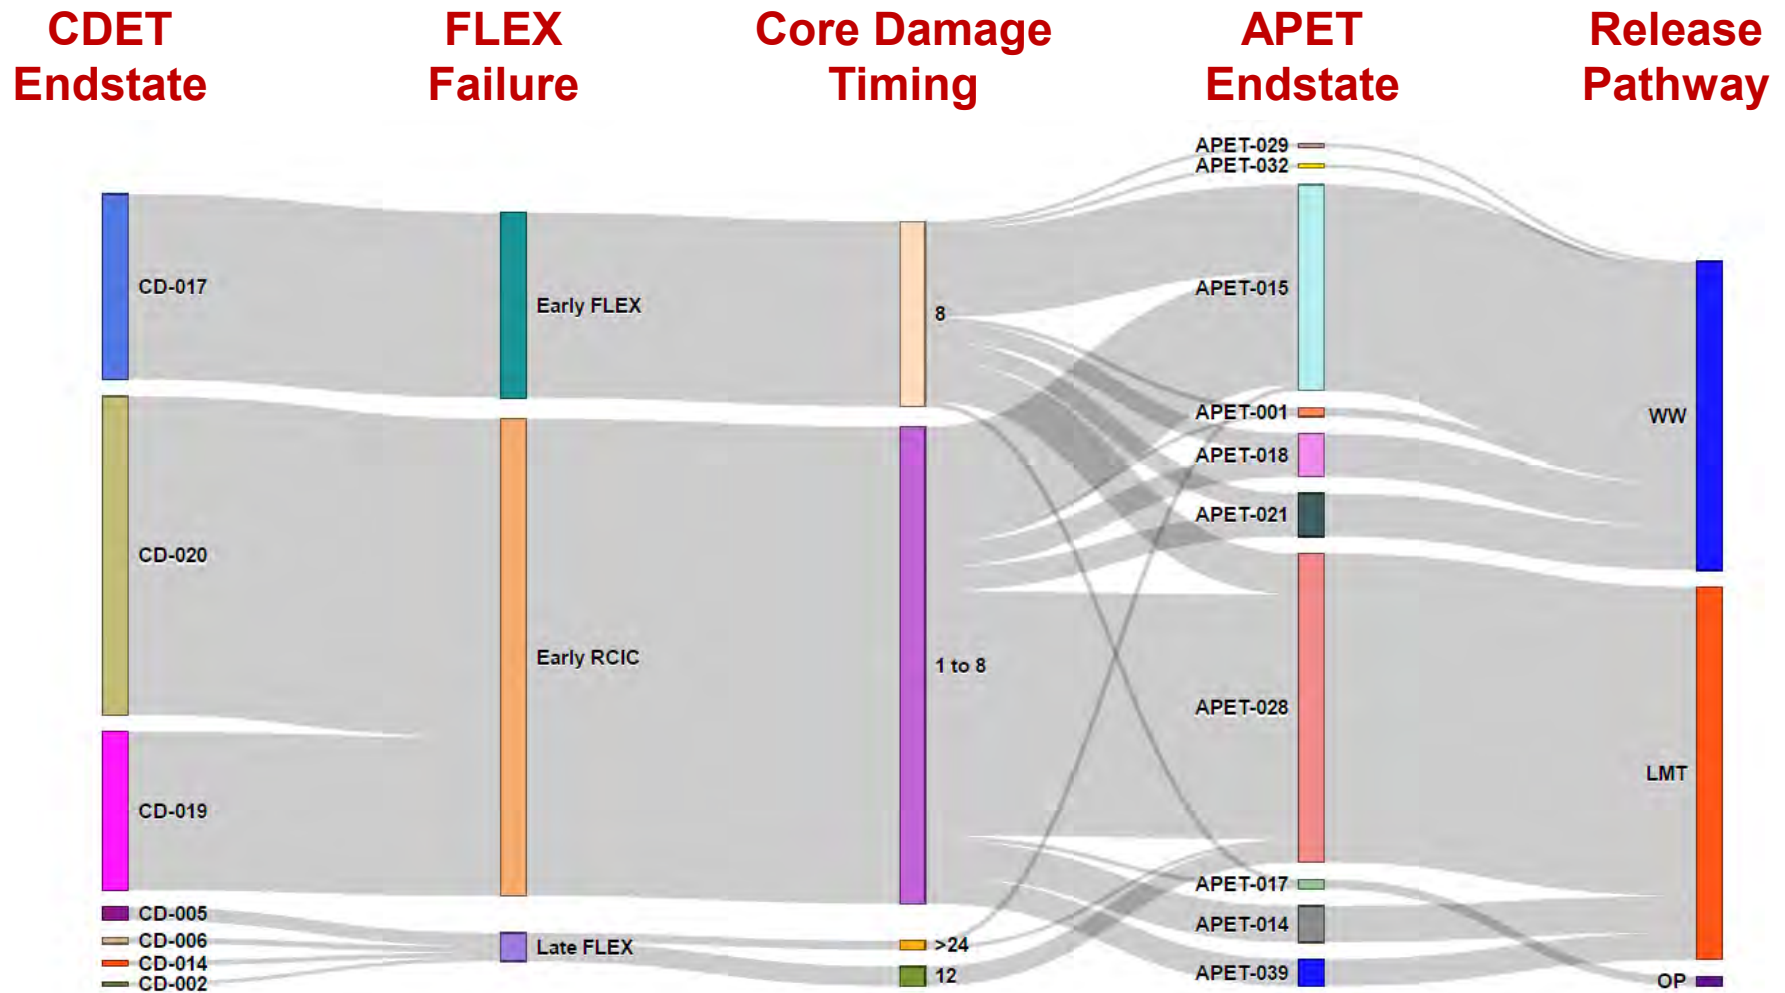 CDET
Endstate
FLEX
Failure
Core Damage
Timing
APET
Endstate
Release
Pathway
CD-017
CD-020
CD-019
CD-005
CD-006
CD-014
CD-002
Early FLEX
Early RCIC
Late FLEX
8
1 to 8
>24
12
APET-029
APET-032
APET-015
APET-001
APET-018
APET-021
APET-028
APET-017
APET-014
APET-039
WW
LMT
OP